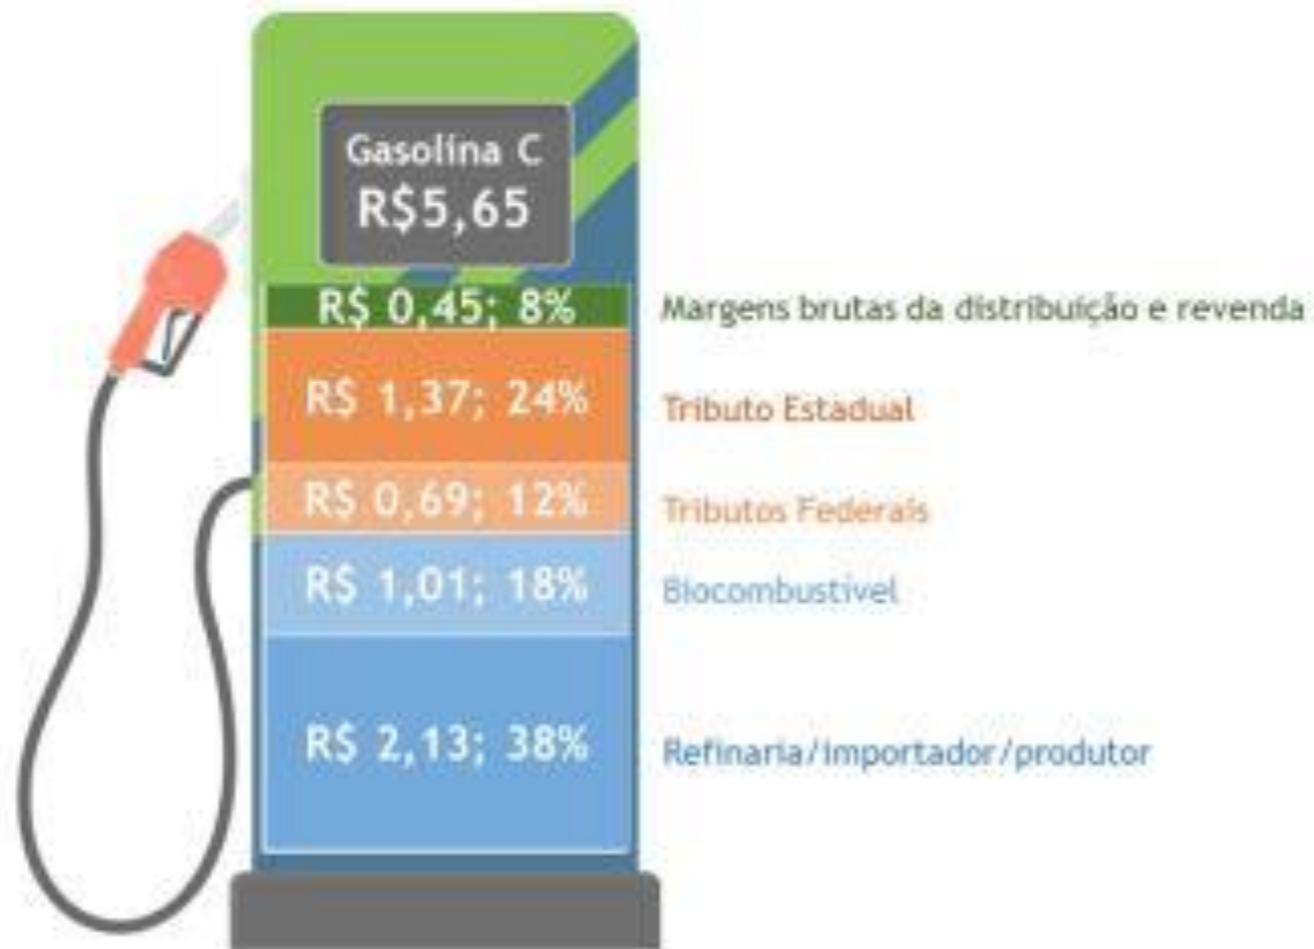 Gasolina C
R$5,65
R$ 0,45; 8%
Margens brutas da distribuição e revenda
R$ 1,37; 24%
Tributo Estadual
R$ 0,69; 12%
Tributos Federais
R$ 1,01; 18%
Biocombustível
R$ 2,13; 38%
Refinaria/importador/produtor